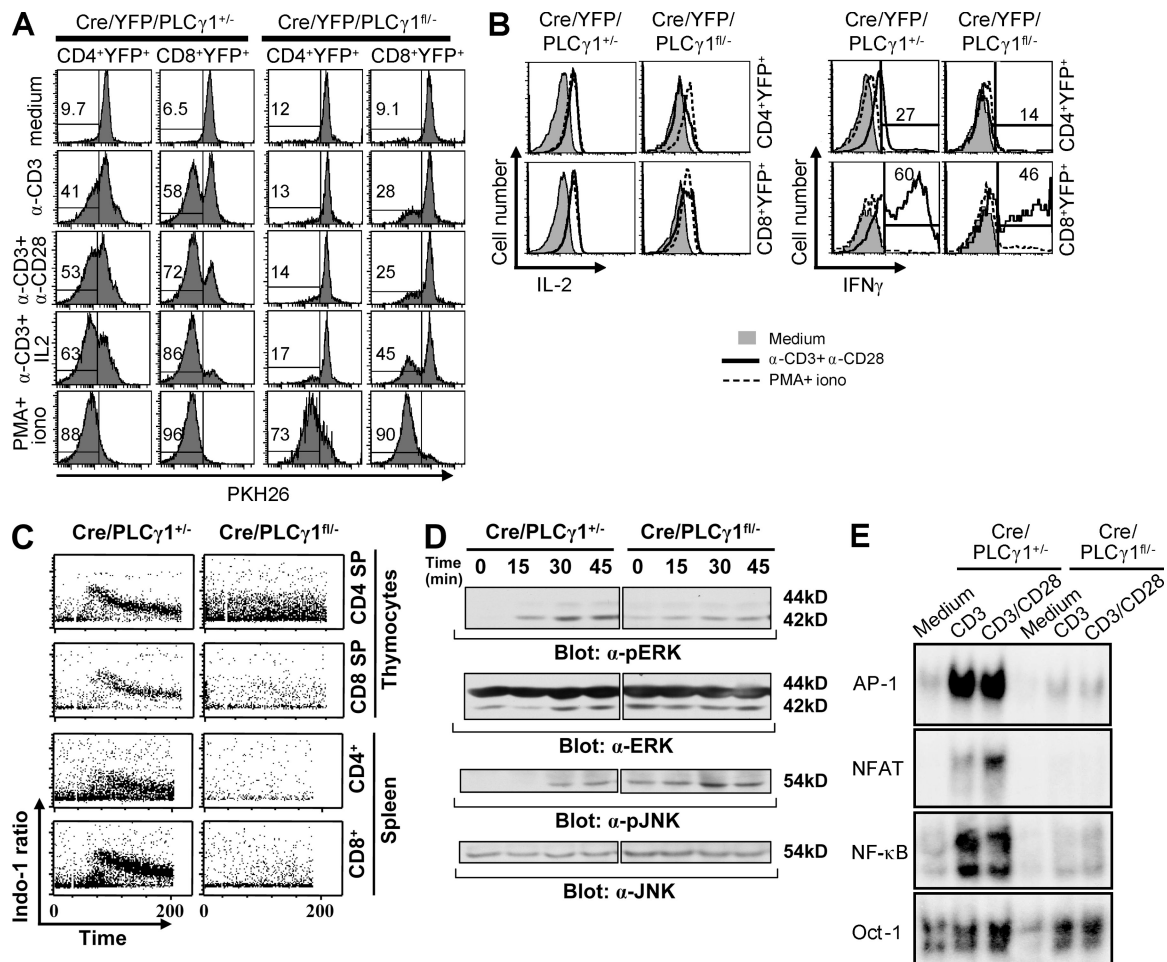 A
Cre/YFP/PLCγ1+/-
Cre/YFP/PLCγ1fl/-
CD4+YFP+
CD8+YFP+
CD4+YFP+
CD8+YFP+
medium
9.7
6.5
12
9.1
α-CD3
41
58
13
28
α-CD3+
α-CD28
53
72
14
25
α-CD3+
IL2
63
86
17
45
PMA+
iono
88
96
73
90
PKH26
B
Cre/YFP/
PLCγ1+/-
Cre/YFP/
PLCγ1fl/-
Cre/YFP/
PLCγ1+/-
Cre/YFP/
PLCγ1fl/-
CD4+YFP+
CD8+YFP+
Cell number
IL-2
27
14
60
46
CD4+YFP+
CD8+YFP+
Cell number
IFNγ
Medium
α-CD3+ α-CD28
PMA+ iono
C
Cre/PLCγ1+/-
Cre/PLCγ1fl/-
CD4 SP
CD8 SP
Thymocytes
CD4+
CD8+
Spleen
Indo-1 ratio
0
200
0
200
Time
D
Cre/PLCγ1+/-
Cre/PLCγ1fl/-
Time
(min)
0 15 30 45 0 15 30 45
44kD
42kD
Blot: α-pERK
44kD
42kD
Blot: α-ERK
54kD
Blot: α-pJNK
54kD
Blot: α-JNK
E
Cre/
PLCγ1+/-
Cre/
PLCγ1fl/-
Medium
CD3
CD3/CD28
Medium
CD3
CD3/CD28
AP-1
NFAT
NF-κB
Oct-1